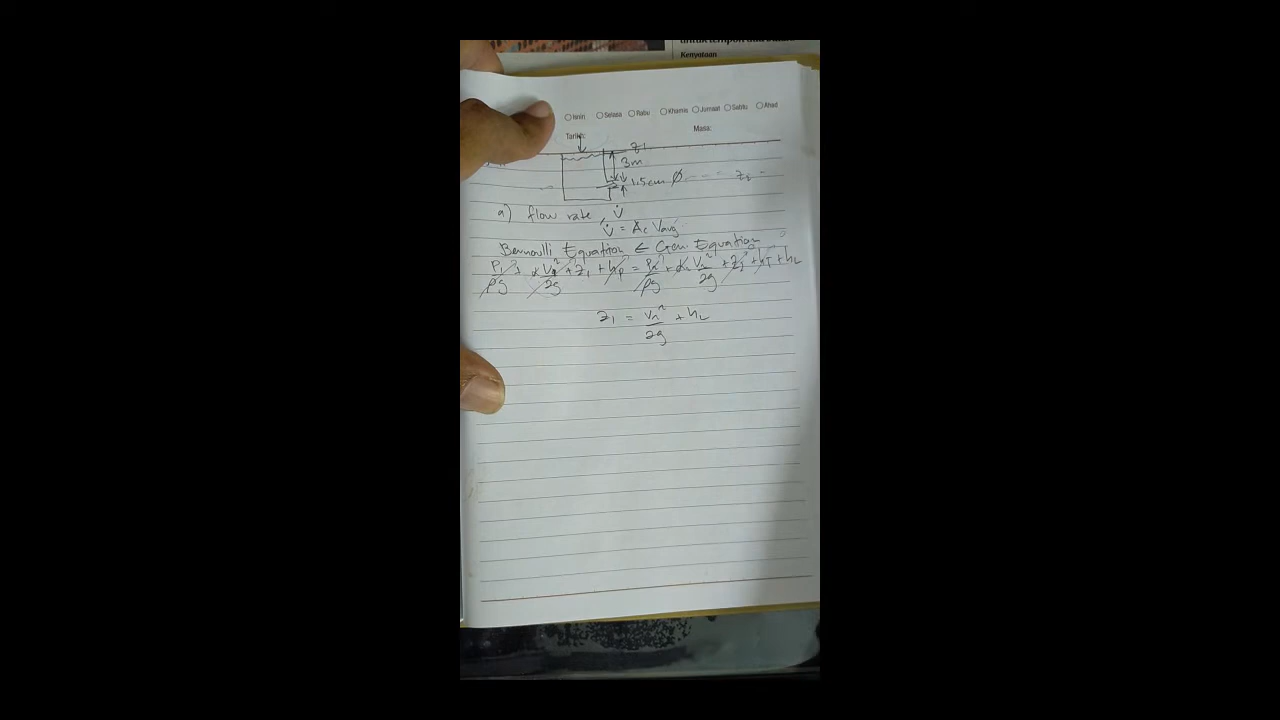 Kenyataan
Isnin Selasa Rabu Khamis Jumaat Sabtu Ahad
Tarikh: Masa:
z1
3m
1.5cm Ø
a) flow rate, V̇
V̇ = Ac Vavg
Bernoulli Equation ← Gen. Equation
P1/ρg + α V1²/2g + z1 + hp = P2/ρg + α2 V2²/2g + z2 + hT + hL
z1 = V2²/2g + hL